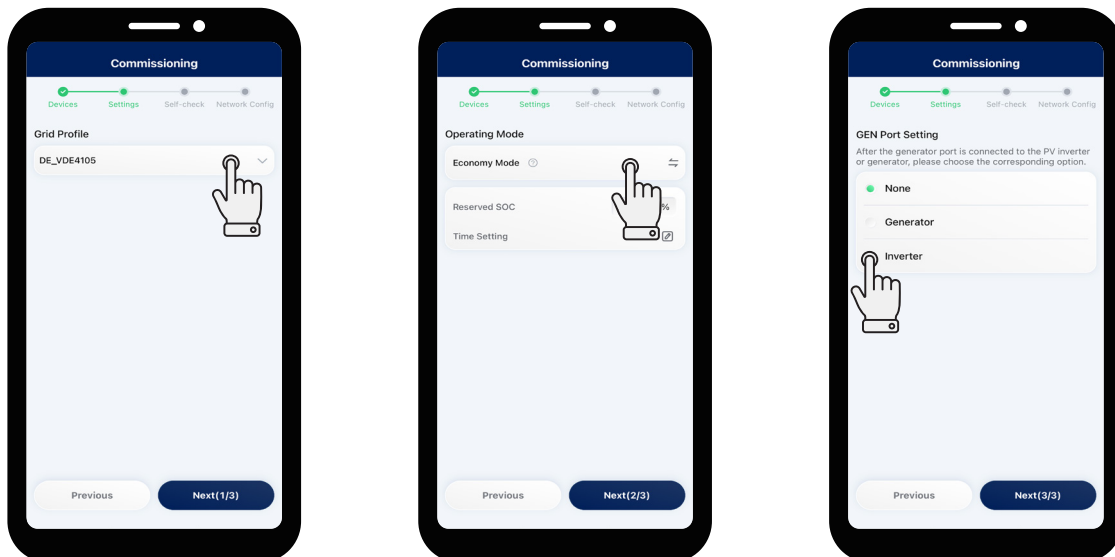 Commissioning
Devices Settings Self-check Network Config
Grid Profile
DE_VDE4105
Previous Next(1/3)
Commissioning
Devices Settings Self-check Network Config
Operating Mode
Economy Mode ?
Reserved SOC %
Time Setting
Previous Next(2/3)
Commissioning
Devices Settings Self-check Network Config
GEN Port Setting
After the generator port is connected to the PV inverter
or generator, please choose the corresponding option.
None
Generator
Inverter
Previous Next(3/3)